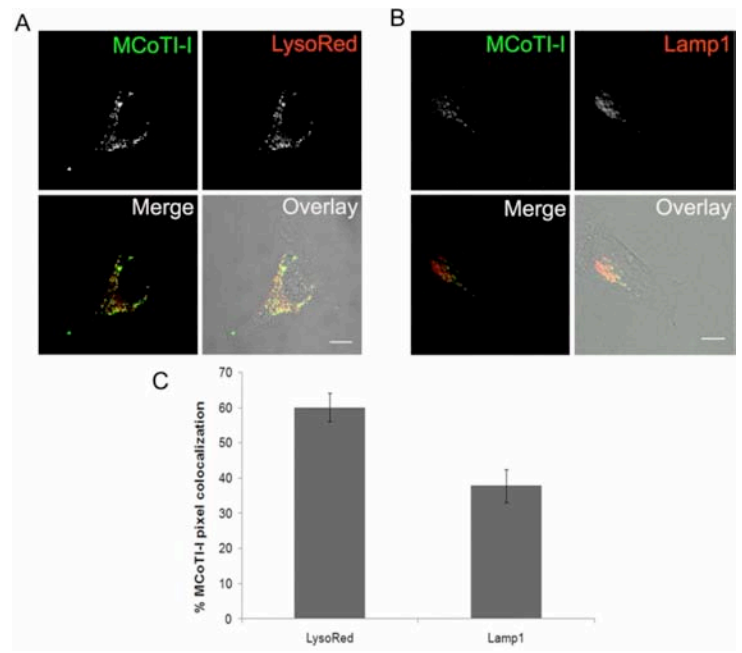 A
MCoTI-I
LysoRed
Merge
Overlay
B
MCoTI-I
Lamp1
Merge
Overlay
C
% MCoTI-I pixel colocalization
70
60
50
40
30
20
10
0
LysoRed
Lamp1